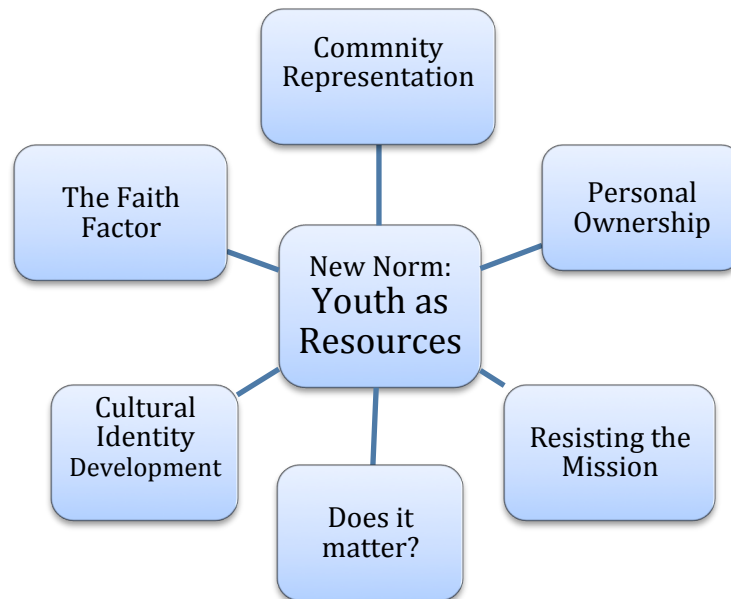 Commnity
Representation
The Faith
Factor
Personal
Ownership
New Norm:
Youth as
Resources
Cultural
Identity
Development
Resisting the
Mission
Does it
matter?